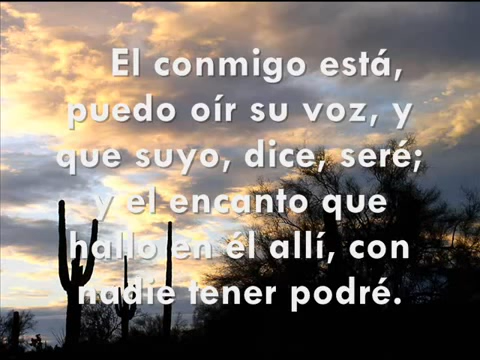 El conmigo está,
puedo oír su voz, y
que suyo, dice, seré;
y el encanto que
hallo en él allí, con
nadie tener podré.